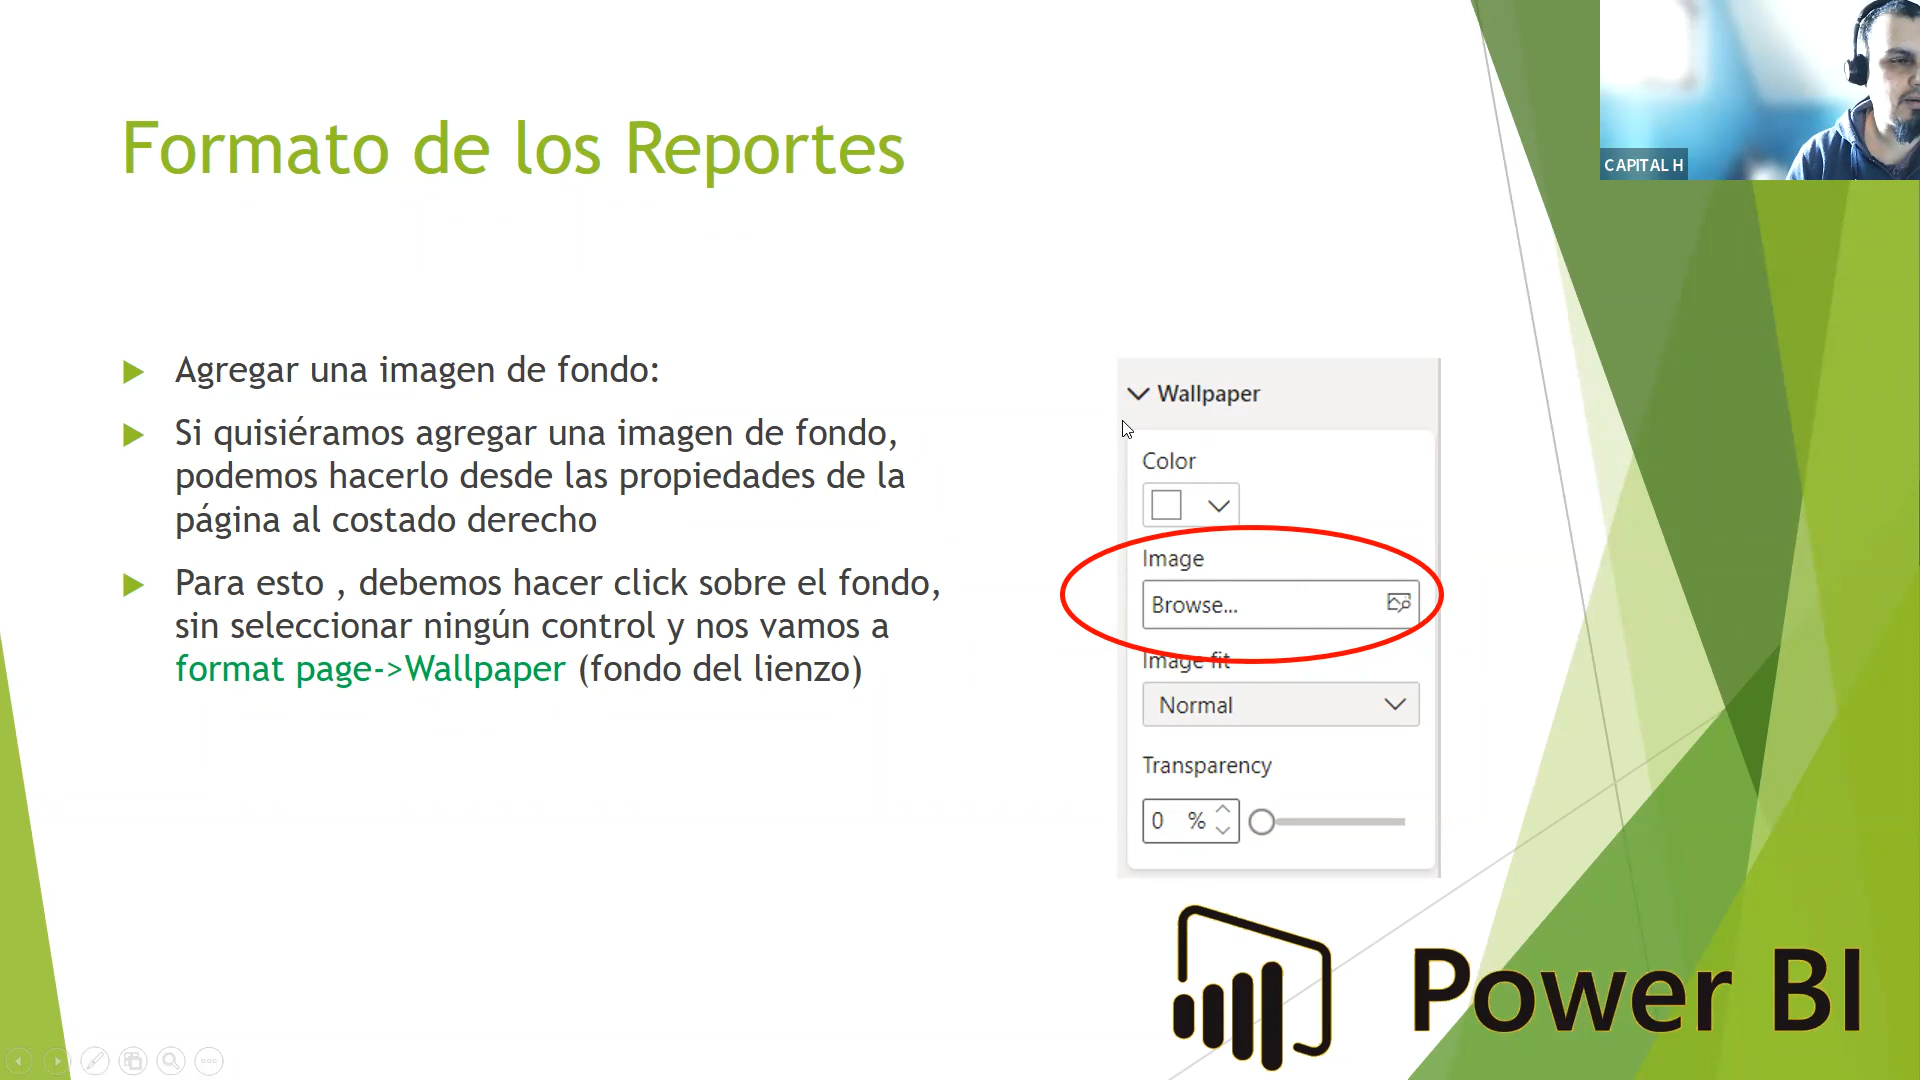 CAPITAL H
Formato de los Reportes
Agregar una imagen de fondo:
Si quisiéramos agregar una imagen de fondo,
podemos hacerlo desde las propiedades de la
página al costado derecho
Para esto , debemos hacer click sobre el fondo,
sin seleccionar ningún control y nos vamos a
format page->Wallpaper (fondo del lienzo)
Wallpaper
Color
Image
Browse...
Image fit
Normal
Transparency
0 %
Power BI